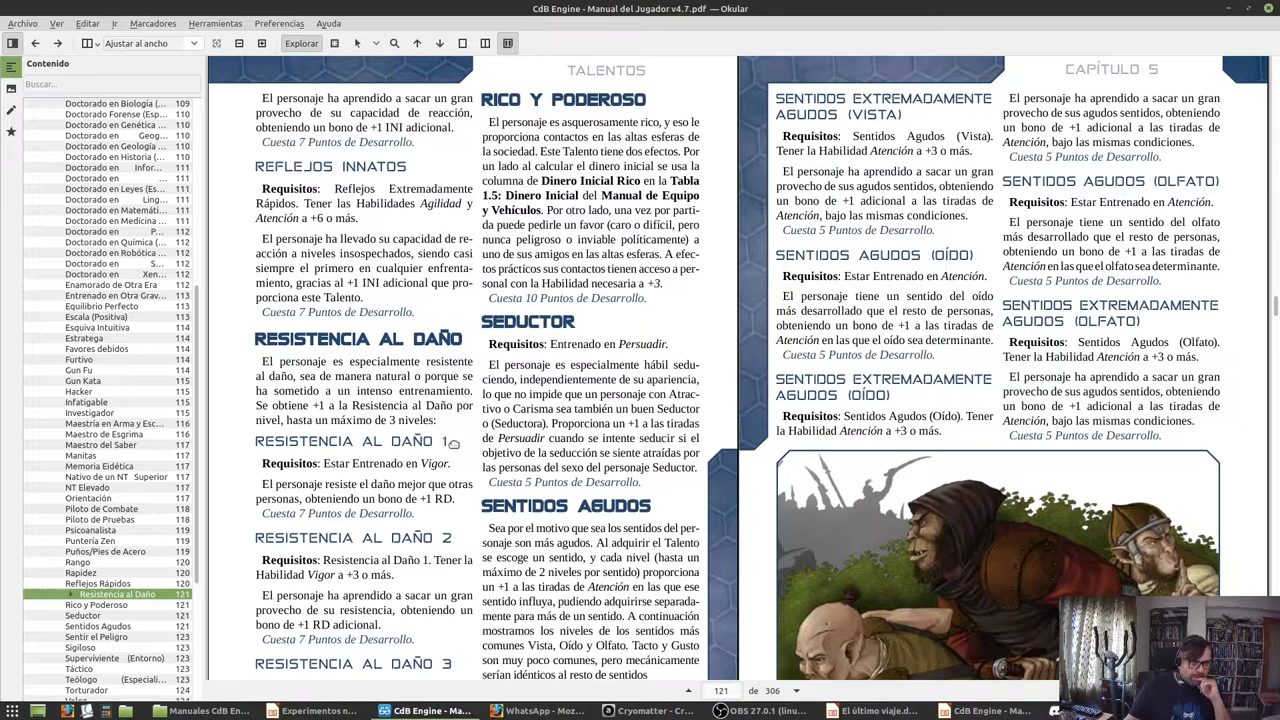 CdB Engine - Manual del Jugador v4.7.pdf — Okular
Archivo Ver Editar Ir Marcadores Herramientas Preferencias Ayuda
Ajustar al ancho
Explorar
Contenido
Buscar...
Doctorado en Biología (... 109
Doctorado Forense (Esp... 110
Doctorado en Genética ... 110
Doctorado en Geog... 110
Doctorado en Geología ... 110
Doctorado en Historia (... 110
Doctorado en Infor... 111
Doctorado en ... 111
Doctorado en Leyes (Es... 111
Doctorado en Ling... 111
Doctorado en Matemáti... 111
Doctorado en Medicina ... 111
Doctorado en P... 112
Doctorado en Química (... 112
Doctorado en Robótica ... 112
Doctorado en S... 112
Doctorado en Xen... 112
Enamorado de Otra Era 112
Entrenado en Otra Grav... 113
Equilibrio Perfecto 113
Escala (Positiva) 113
Esquiva Intuitiva 114
Estratega 114
Favores debidos 114
Furtivo 114
Gun Fu 114
Gun Kata 115
Hacker 115
Infatigable 115
Investigador 115
Maestría en Arma y Esc... 116
Maestro de Esgrima 116
Maestro del Saber 116
Manitas 116
Memoria Eidética 117
Nativo de un NT Superior 117
NT Elevado 117
Orientación 117
Piloto de Combate 118
Piloto de Pruebas 118
Psicoanalista 119
Puntería Zen 119
Puños/Pies de Acero 119
Rango 120
Rapidez 120
Reflejos Rápidos 120
Resistencia al Daño 121
Rico y Poderoso 121
Seductor 121
Sentidos Agudos 121
Sentir el Peligro 123
Sigiloso 123
Superviviente (Entorno) 123
Táctico 123
Teólogo (Especiali... 123
Torturador 124
TALENTOS
El personaje ha aprendido a sacar un gran
provecho de su capacidad de reacción,
obteniendo un bono de +1 INI adicional.
Cuesta 7 Puntos de Desarrollo.
REFLEJOS INNATOS
Requisitos: Reflejos Extremadamente
Rápidos. Tener las Habilidades Agilidad y
Atención a +6 o más.
El personaje ha llevado su capacidad de re-
acción a niveles insospechados, siendo casi
siempre el primero en cualquier enfrenta-
miento, gracias al +1 INI adicional que pro-
porciona este Talento.
Cuesta 7 Puntos de Desarrollo.
RESISTENCIA AL DAÑO
El personaje es especialmente resistente
al daño, sea de manera natural o porque se
ha sometido a un intenso entrenamiento.
Se obtiene +1 a la Resistencia al Daño por
nivel, hasta un máximo de 3 niveles:
RESISTENCIA AL DAÑO 1
Requisitos: Estar Entrenado en Vigor.
El personaje resiste el daño mejor que otras
personas, obteniendo un bono de +1 RD.
Cuesta 7 Puntos de Desarrollo.
RESISTENCIA AL DAÑO 2
Requisitos: Resistencia al Daño 1. Tener la
Habilidad Vigor a +3 o más.
El personaje ha aprendido a sacar un gran
provecho de su resistencia, obteniendo un
bono de +1 RD adicional.
Cuesta 7 Puntos de Desarrollo.
RESISTENCIA AL DAÑO 3
RICO Y PODEROSO
El personaje es asquerosamente rico, y eso le
proporciona contactos en las altas esferas de
la sociedad. Este Talento tiene dos efectos. Por
un lado al calcular el dinero inicial se usa la
columna de Dinero Inicial Rico en la Tabla
1.5: Dinero Inicial del Manual de Equipo
y Vehículos. Por otro lado, una vez por parti-
da puede pedirle un favor (caro o difícil, pero
nunca peligroso o inviable políticamente) a
uno de sus amigos en las altas esferas. A efec-
tos prácticos sus contactos tienen acceso a per-
sonal con la Habilidad necesaria a +3.
Cuesta 10 Puntos de Desarrollo.
SEDUCTOR
Requisitos: Entrenado en Persuadir.
El personaje es especialmente hábil sedu-
ciendo, independientemente de su apariencia,
lo que no impide que un personaje con Atrac-
tivo o Carisma sea también un buen Seductor
o (Seductora). Proporciona un +1 a las tiradas
de Persuadir cuando se intente seducir si el
objetivo de la seducción se siente atraídas por
las personas del sexo del personaje Seductor.
Cuesta 5 Puntos de Desarrollo.
SENTIDOS AGUDOS
Sea por el motivo que sea los sentidos del per-
sonaje son más agudos. Al adquirir el Talento
se escoge un sentido, y cada nivel (hasta un
máximo de 2 niveles por sentido) proporciona
un +1 a las tiradas de Atención en las que ese
sentido influya, pudiendo adquirirse separada-
mente para más de un sentido. A continuación
mostramos los niveles de los sentidos más
comunes Vista, Oído y Olfato. Tacto y Gusto
son muy poco comunes, pero mecánicamente
serían idénticos al resto de sentidos
CAPÍTULO 5
SENTIDOS EXTREMADAMENTE
AGUDOS (VISTA)
Requisitos: Sentidos Agudos (Vista).
Tener la Habilidad Atención a +3 o más.
El personaje ha aprendido a sacar un gran
provecho de sus agudos sentidos, obteniendo
un bono de +1 adicional a las tiradas de
Atención, bajo las mismas condiciones.
Cuesta 5 Puntos de Desarrollo.
SENTIDOS AGUDOS (OÍDO)
Requisitos: Estar Entrenado en Atención.
El personaje tiene un sentido del oído
más desarrollado que el resto de personas,
obteniendo un bono de +1 a las tiradas de
Atención en las que el oído sea determinante.
Cuesta 5 Puntos de Desarrollo.
SENTIDOS EXTREMADAMENTE
AGUDOS (OÍDO)
Requisitos: Sentidos Agudos (Oído). Tener
la Habilidad Atención a +3 o más.
El personaje ha aprendido a sacar un gran
provecho de sus agudos sentidos, obteniendo
un bono de +1 adicional a las tiradas de
Atención, bajo las mismas condiciones.
Cuesta 5 Puntos de Desarrollo.
SENTIDOS AGUDOS (OLFATO)
Requisitos: Estar Entrenado en Atención.
El personaje tiene un sentido del olfato
más desarrollado que el resto de personas,
obteniendo un bono de +1 a las tiradas de
Atención en las que el olfato sea determinante.
Cuesta 5 Puntos de Desarrollo.
SENTIDOS EXTREMADAMENTE
AGUDOS (OLFATO)
Requisitos: Sentidos Agudos (Olfato).
Tener la Habilidad Atención a +3 o más.
El personaje ha aprendido a sacar un gran
provecho de sus agudos sentidos, obteniendo
un bono de +1 adicional a las tiradas de
Atención, bajo las mismas condiciones.
Cuesta 5 Puntos de Desarrollo.
121 de 306
Manuales CdB En... Experimentos n... CdB Engine - Ma... WhatsApp - Moz... Cryomatter - Cr... OBS 27.0.1 (linu... El último viaje.d... CdB Engine - Ma...